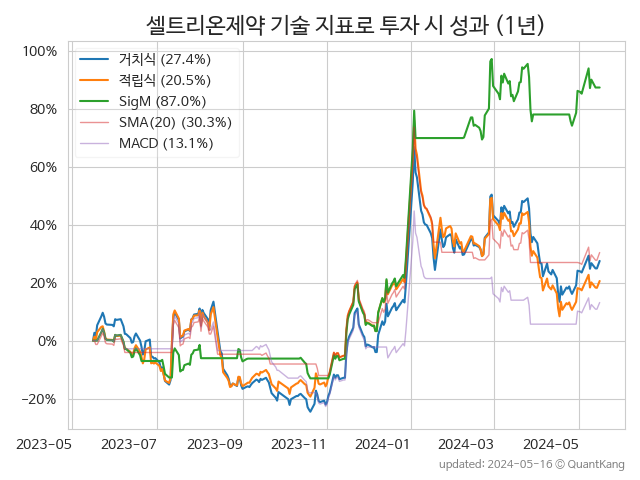 셀트리온제약 기술 지표로 투자 시 성과 (1년)
100%
80%
60%
40%
20%
0%
−20%
거치식 (27.4%)
적립식 (20.5%)
SigM (87.0%)
SMA(20) (30.3%)
MACD (13.1%)
2023-05 2023-07 2023-09 2023-11 2024-01 2024-03 2024-05
updated: 2024-05-16 © QuantKang